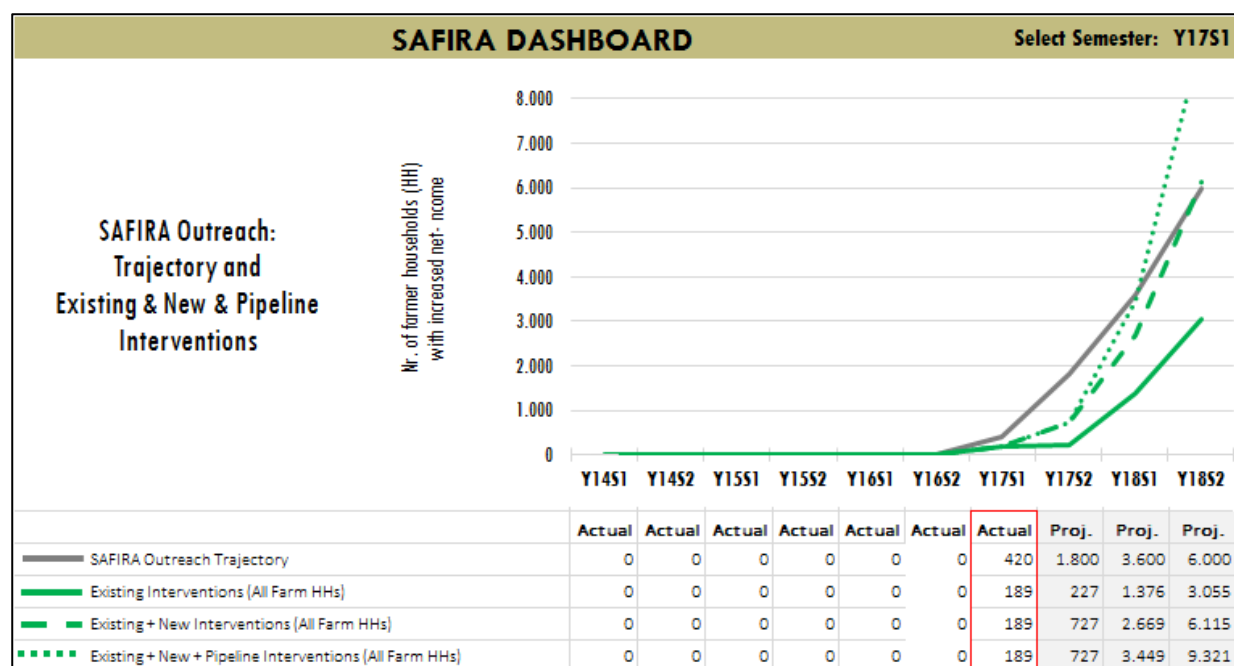 SAFIRA DASHBOARD
Select Semester: Y17S1
SAFIRA Outreach:
Trajectory and
Existing & New & Pipeline
Interventions
Nr. of farmer households (HH)
with increased net- ncome
8.000
7.000
6.000
5.000
4.000
3.000
2.000
1.000
0
Y14S1 Y14S2 Y15S1 Y15S2 Y16S1 Y16S2 Y17S1 Y17S2 Y18S1 Y18S2
Actual Actual Actual Actual Actual Actual Actual Proj. Proj. Proj.
SAFIRA Outreach Trajectory 0 0 0 0 0 0 420 1.800 3.600 6.000
Existing Interventions (All Farm HHs) 0 0 0 0 0 0 189 227 1.376 3.055
Existing + New Interventions (All Farm HHs) 0 0 0 0 0 0 189 727 2.669 6.115
Existing + New + Pipeline Interventions (All Farm HHs) 0 0 0 0 0 0 189 727 3.449 9.321